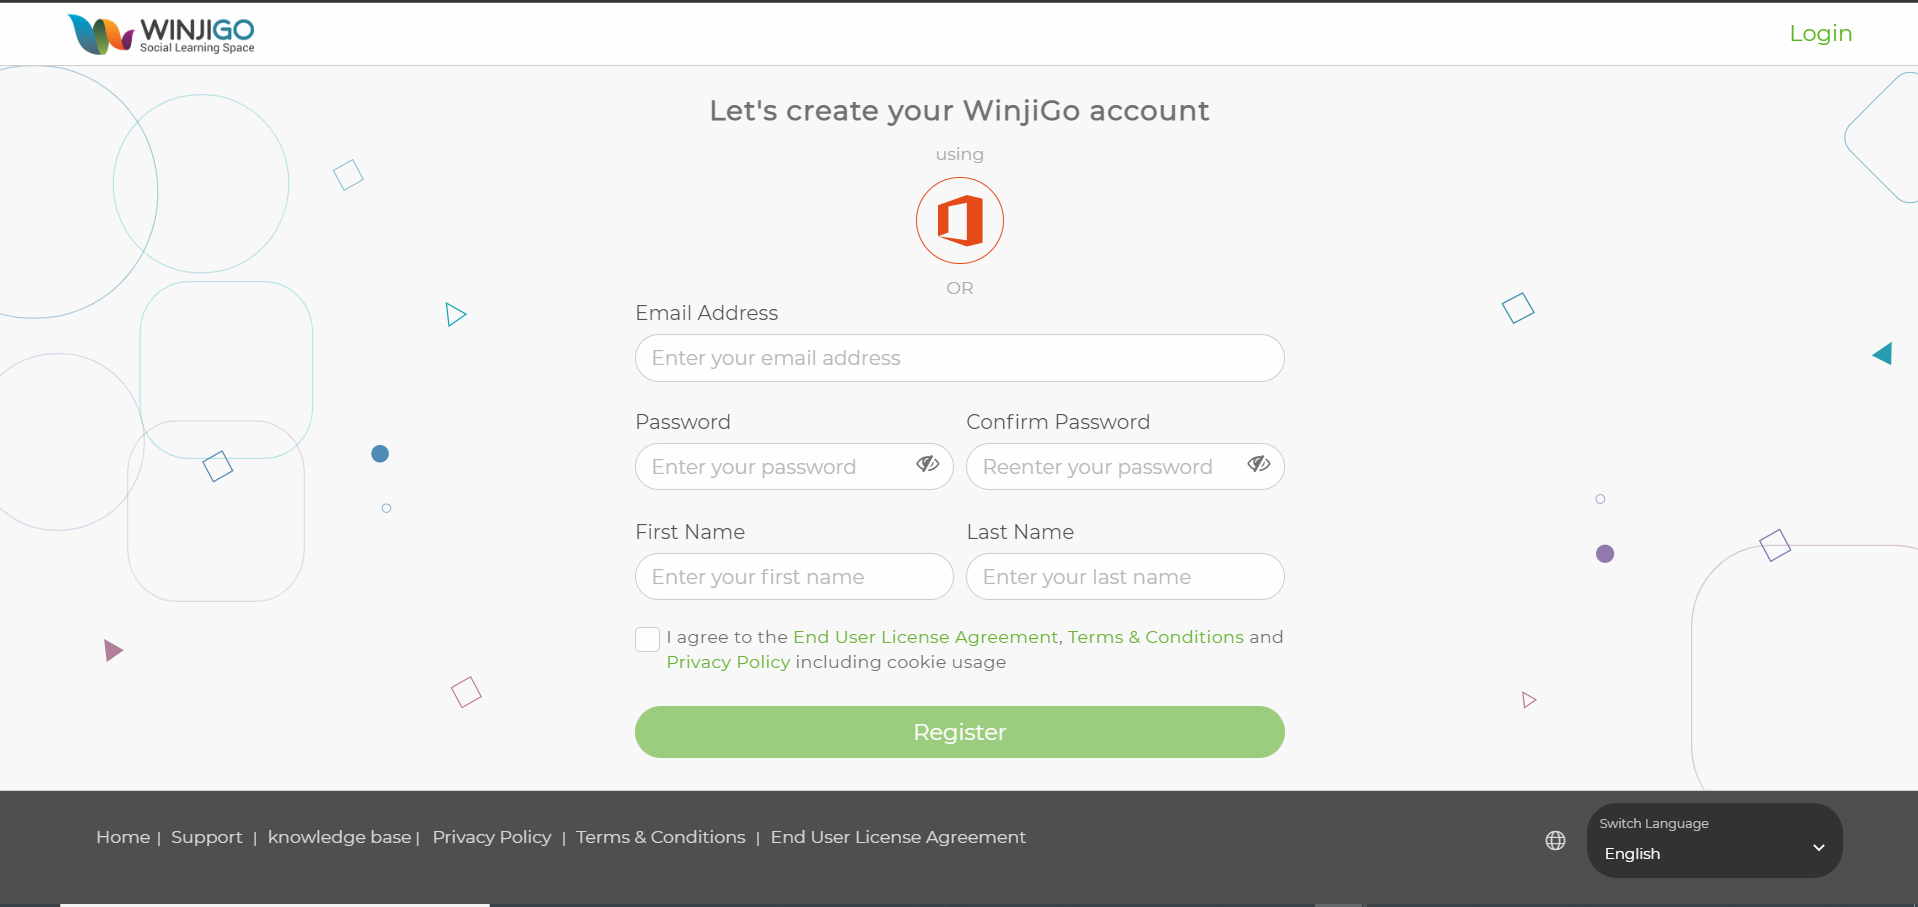 WINJIGO
Social Learning Space
Login
Let's create your WinjiGo account
using
OR
Email Address
Enter your email address
Password
Confirm Password
Enter your password
Reenter your password
First Name
Last Name
Enter your first name
Enter your last name
I agree to the End User License Agreement, Terms & Conditions and
Privacy Policy including cookie usage
Register
Home | Support | knowledge base | Privacy Policy | Terms & Conditions | End User License Agreement
Switch Language
English